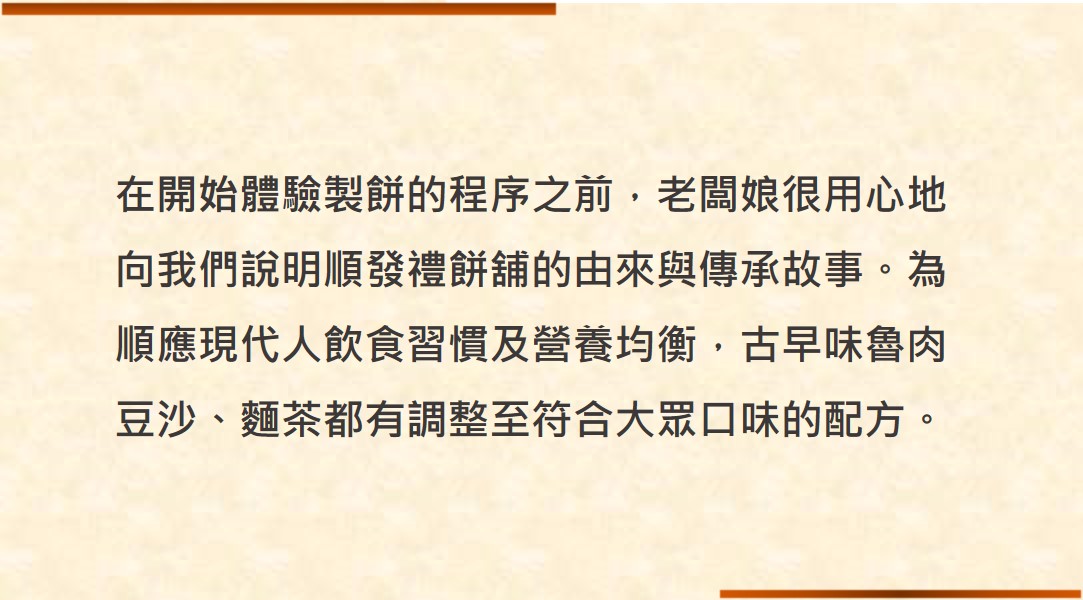 在開始體驗製餅的程序之前，老闆娘很用心地
向我們說明順發禮餅舖的由來與傳承故事。為
順應現代人飲食習慣及營養均衡，古早味魯肉
豆沙、麵茶都有調整至符合大眾口味的配方。